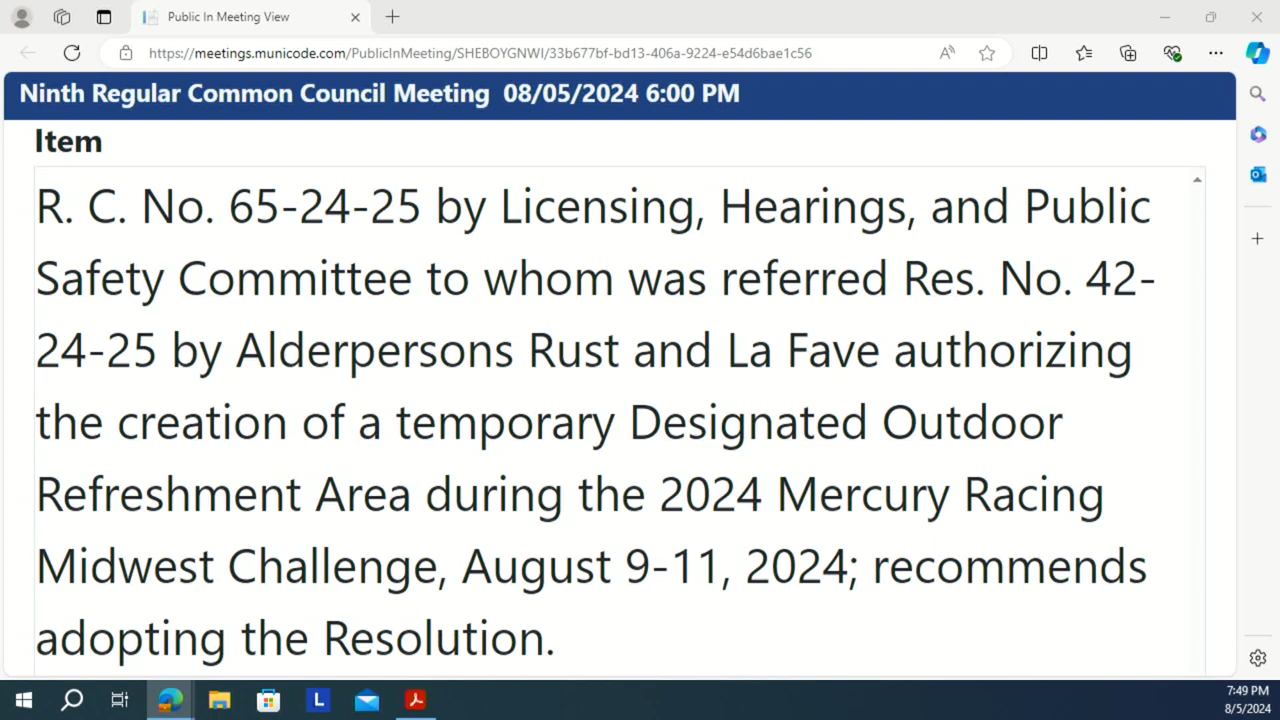 Public In Meeting View
https://meetings.municode.com/PublicInMeeting/SHEBOYGNWI/33b677bf-bd13-406a-9224-e54d6bae1c56
Ninth Regular Common Council Meeting 08/05/2024 6:00 PM
Item
R. C. No. 65-24-25 by Licensing, Hearings, and Public
Safety Committee to whom was referred Res. No. 42-
24-25 by Alderpersons Rust and La Fave authorizing
the creation of a temporary Designated Outdoor
Refreshment Area during the 2024 Mercury Racing
Midwest Challenge, August 9-11, 2024; recommends
adopting the Resolution.
L
7:49 PM
8/5/2024